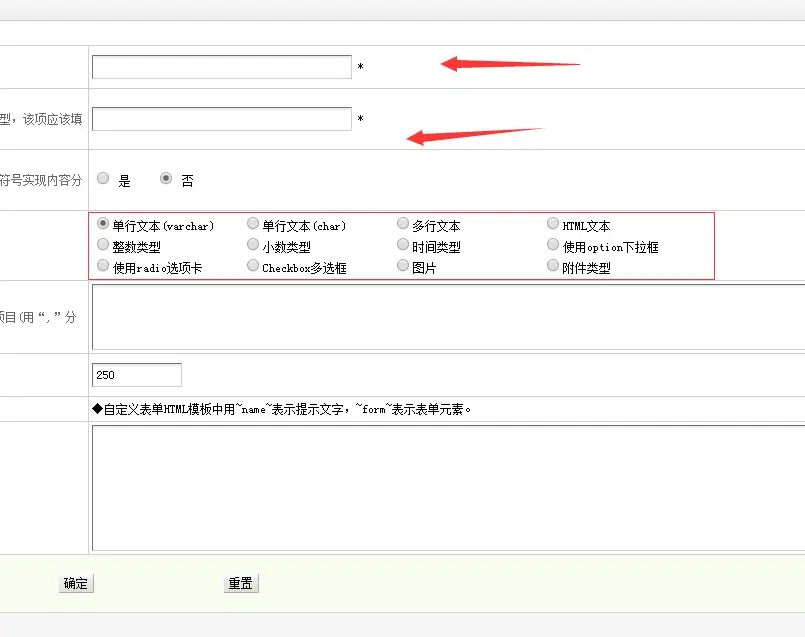 *
型，该项应该填
*
符号实现内容分
是 否
单行文本(varchar) 单行文本(char) 多行文本 HTML文本
整数类型 小数类型 时间类型 使用option下拉框
使用radio选项卡 Checkbox多选框 图片 附件类型
项目(用“,”分
250
◆自定义表单HTML模板中用~name~表示提示文字，~form~表示表单元素。
确定 重置